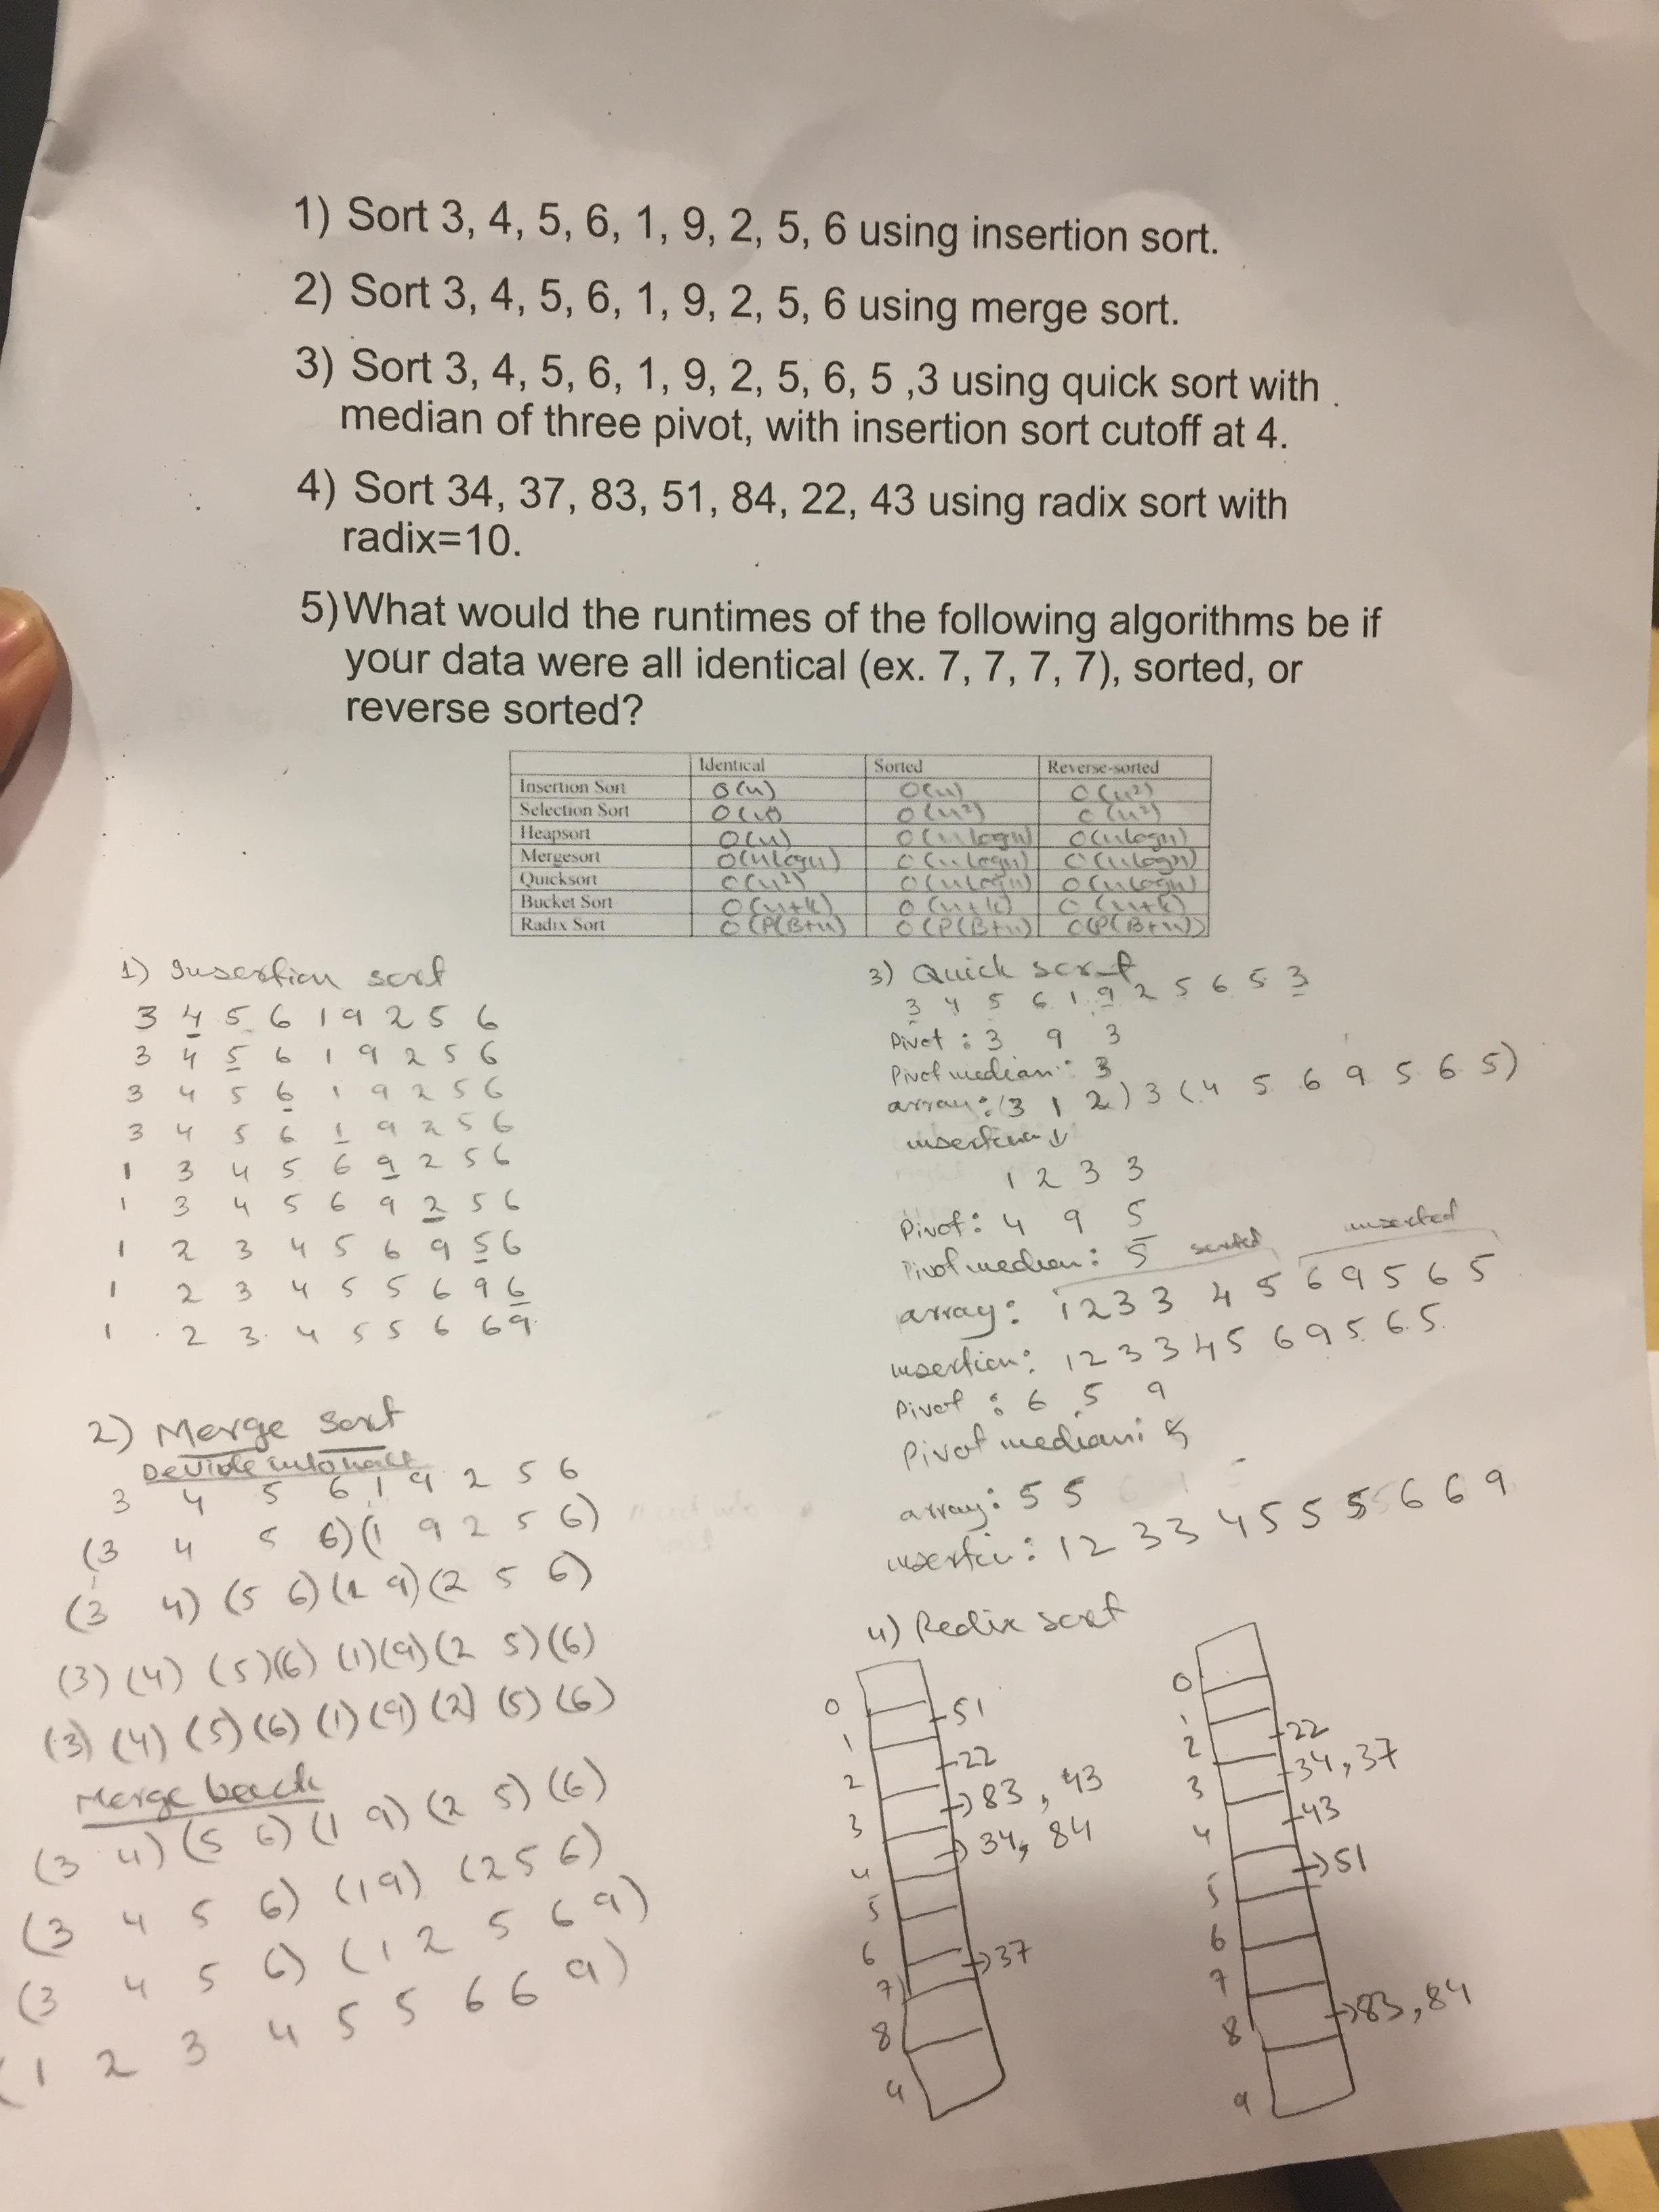 1) Sort 3, 4, 5, 6, 1, 9, 2, 5, 6 using insertion sort.
2) Sort 3, 4, 5, 6, 1, 9, 2, 5, 6 using merge sort.
3) Sort 3, 4, 5, 6, 1, 9, 2, 5, 6, 5 ,3 using quick sort with
median of three pivot, with insertion sort cutoff at 4.
4) Sort 34, 37, 83, 51, 84, 22, 43 using radix sort with
radix=10.
5)What would the runtimes of the following algorithms be if
your data were all identical (ex. 7, 7, 7, 7, 7), sorted, or
reverse sorted?
Identical Sorted Reverse-sorted
Insertion Sort O(n) O(n) O(n²)
Selection Sort O(n²) O(n²)
Heapsort O(n) O(nlogn) O(nlogn)
Mergesort O(nlogn) O(nlogn) O(nlogn)
Quicksort O(n²) O(nlogn) O(nlogn)
Bucket Sort O(n+k) O(n+k) O(n+k)
Radix Sort O(P(B+n)) O(P(B+n)) O(P(B+n))
1) Insertion sort
3 4 5 6 1 9 2 5 6
3 4 5 6 1 9 2 5 6
3 4 5 6 1 9 2 5 6
3 4 5 6 1 9 2 5 6
1 3 4 5 6 9 2 5 6
1 3 4 5 6 9 2 5 6
1 2 3 4 5 6 9 5 6
1 2 3 4 5 5 6 9 6
1 2 3 4 5 5 6 6 9
2) Merge sort
3 4 5 6 1 9 2 5 6
(3 4 5 6) (1 9 2 5 6)
(3 4) (5 6) (1 9) (2 5 6)
(3) (4) (5) (6) (1) (9) (2 5) (6)
(3) (4) (5) (6) (1) (9) (2) (5) (6)
Merge back
(3 4) (5 6) (1 9) (2 5) (6)
(3 4 5 6) (1 9) (2 5 6)
(3 4 5 6) (1 2 5 6 9)
(1 2 3 4 5 5 6 6 9)
3) Quick sort
3 4 5 6 1 9 2 5 6 5 3
Pivot : 3 9 3
Pivot median : 3
array : (3 1 2) 3 (4 5 6 9 5 6 5)
insertion
1 2 3 3
Pivot : 4 9 5
Pivot median : 5 sorted unsorted
array : 1 2 3 3 4 5 6 9 5 6 5
insertion : 1 2 3 3 4 5 6 9 5 6 5
Pivot : 6 5 9
Pivot median :
array : 5 5
insertion : 1 2 3 3 4 5 5 5 6 6 9
4) Radix sort
0
1 → 51
2 → 22
3 → 83, 43
4 → 34, 84
5
6
7 → 37
8
9
0
1
2 → 22
3 → 34, 37
4 → 43
5 → 51
6
7
8 → 83, 84
9